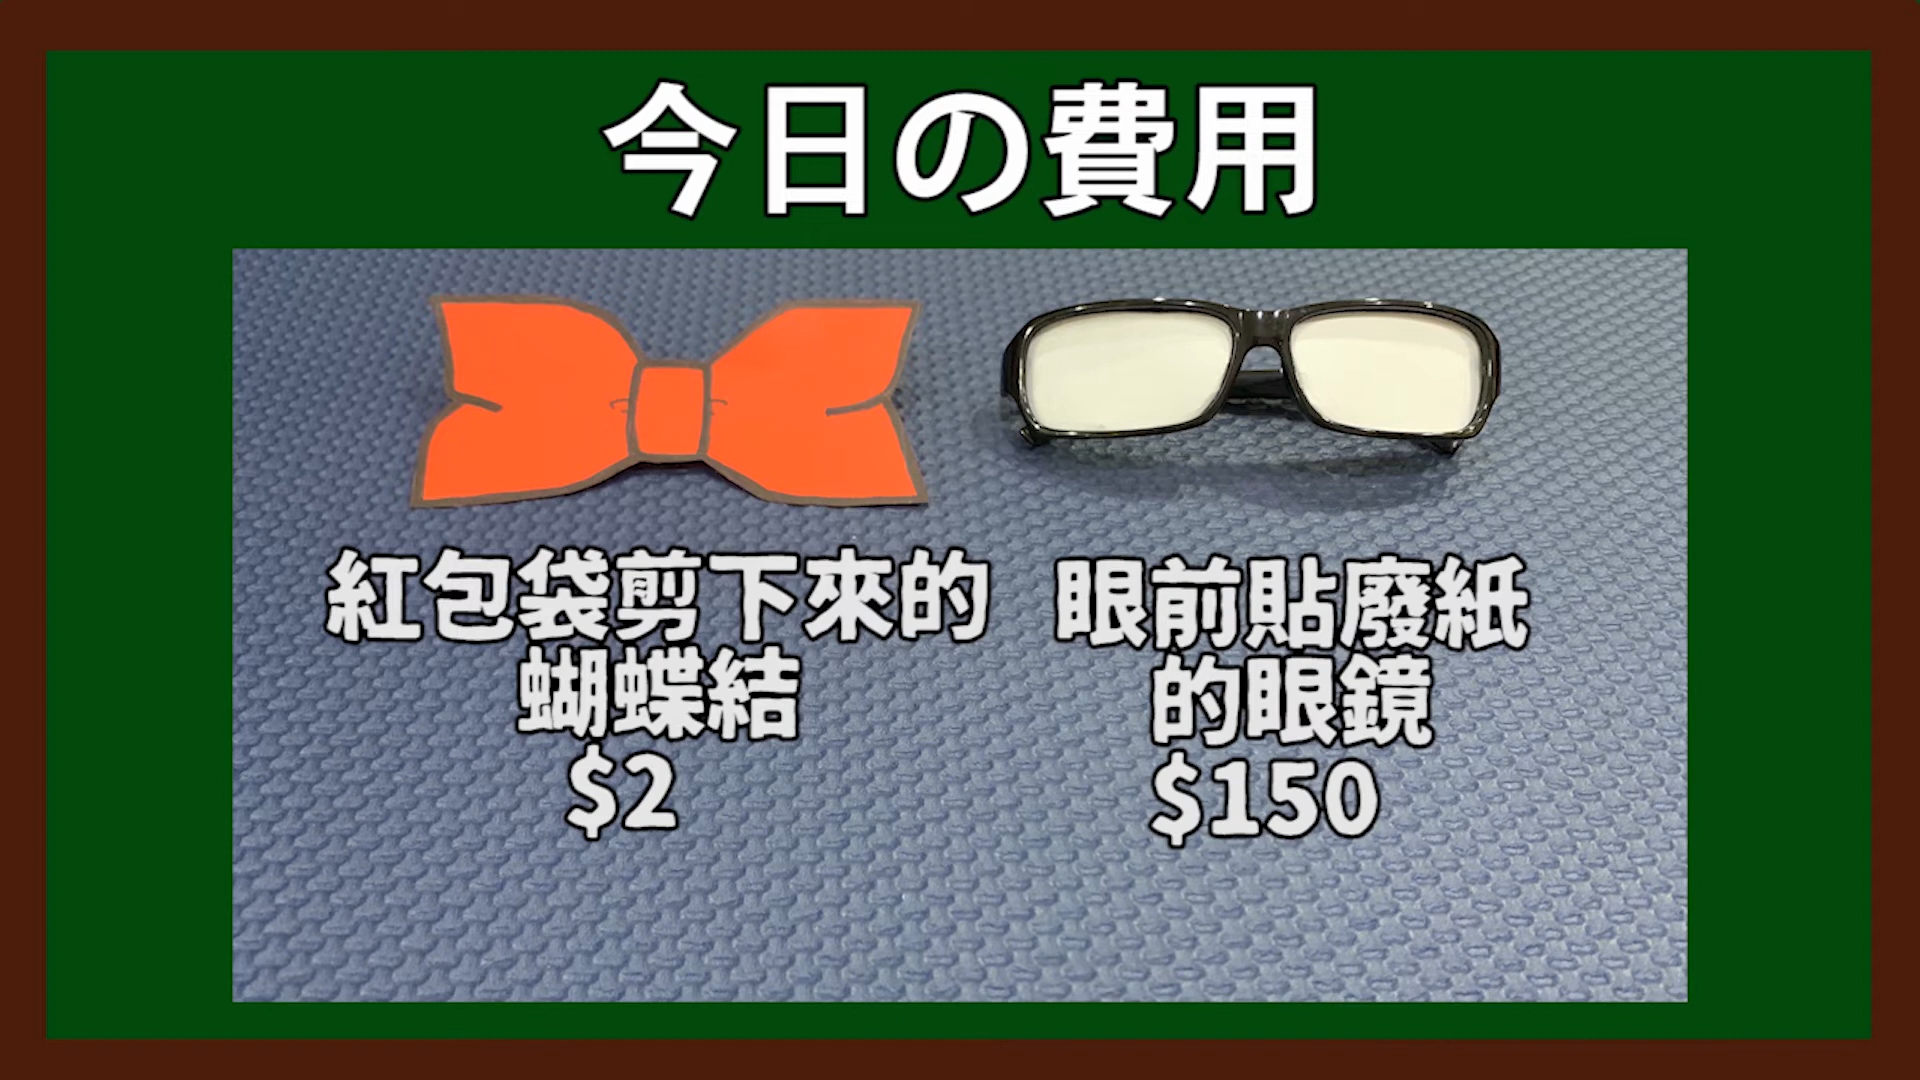 今日の費用
紅包袋剪下來的
蝴蝶結
$2
眼前貼廢紙
的眼鏡
$150